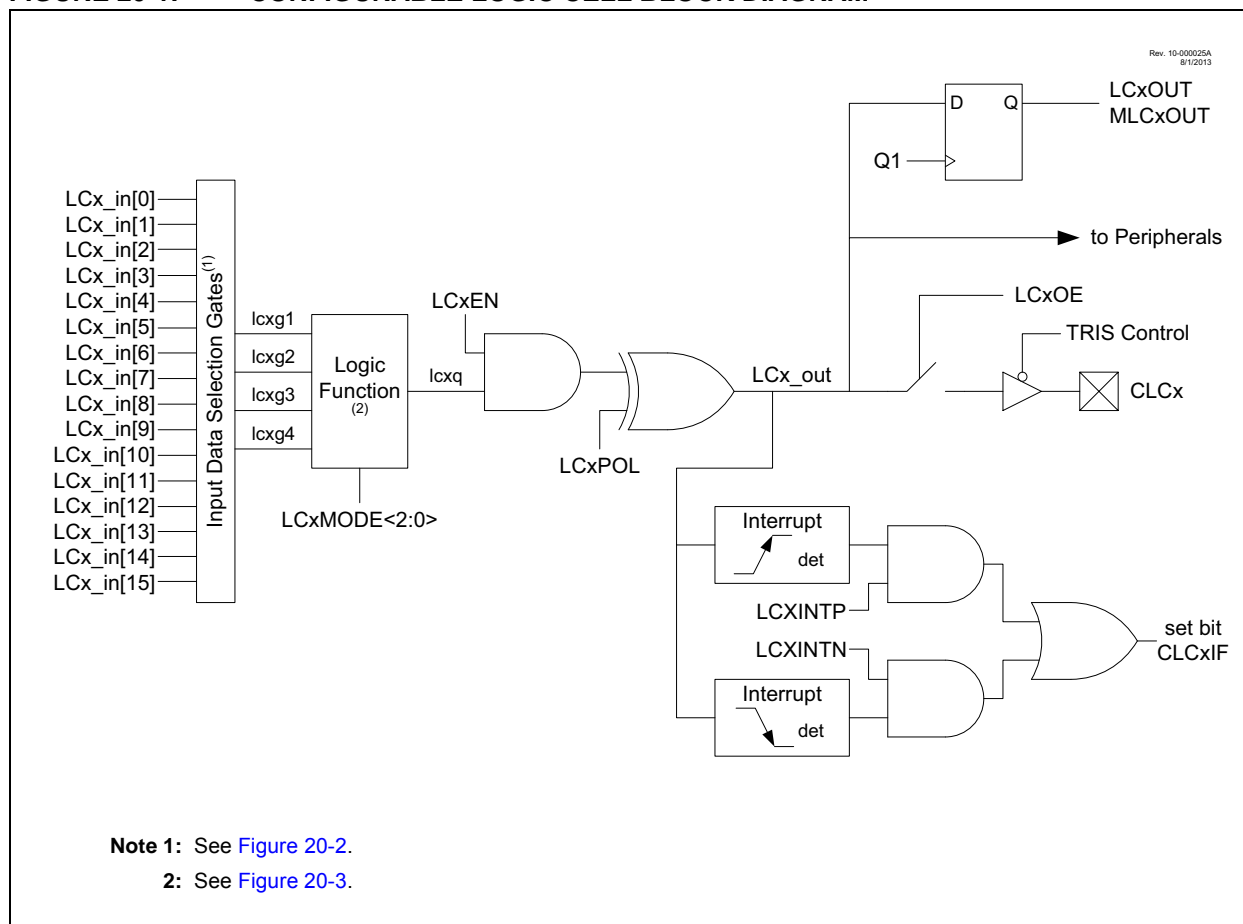 Rev. 10-000025A
8/1/2013
LCxOUT
MLCxOUT
D
Q
Q1
to Peripherals
LCx_in[0]
LCx_in[1]
LCx_in[2]
LCx_in[3]
LCx_in[4]
LCx_in[5]
LCx_in[6]
LCx_in[7]
LCx_in[8]
LCx_in[9]
LCx_in[10]
LCx_in[11]
LCx_in[12]
LCx_in[13]
LCx_in[14]
LCx_in[15]
Input Data Selection Gates(1)
lcxg1
lcxg2
lcxg3
lcxg4
Logic
Function
(2)
LCxMODE<2:0>
lcxq
LCxEN
LCxPOL
LCx_out
LCxOE
TRIS Control
CLCx
Interrupt
det
LCXINTP
LCXINTN
Interrupt
det
set bit
CLCxIF
Note 1: See Figure 20-2.
2: See Figure 20-3.